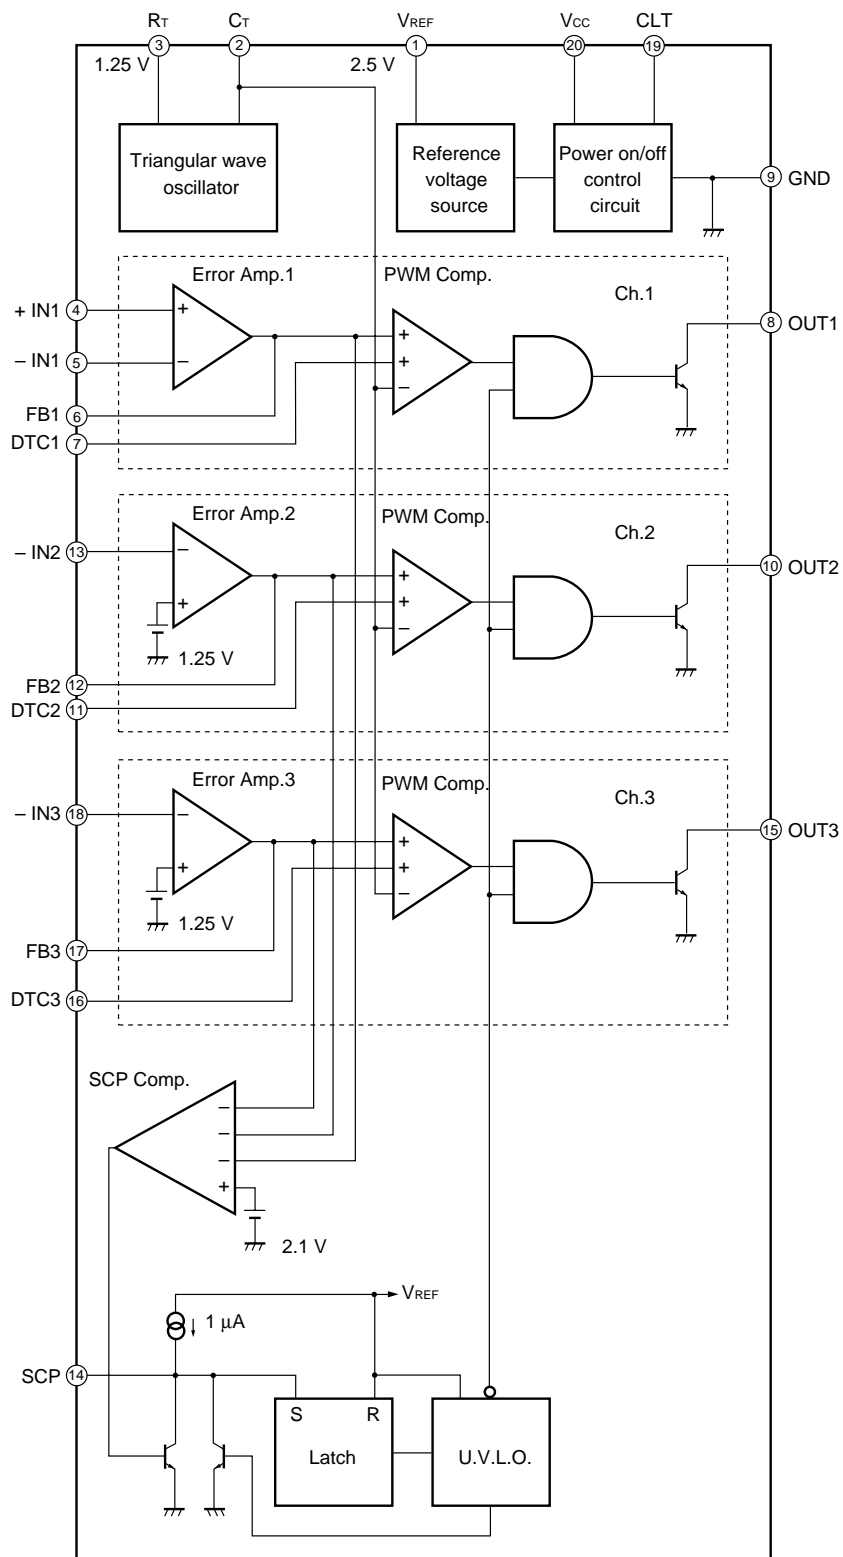 RT CT VREF VCC CLT
3 2 1 20 19
1.25 V 2.5 V
Triangular wave
oscillator
Reference
voltage
source
Power on/off
control
circuit
9 GND
Error Amp.1 PWM Comp. Ch.1
+ IN1 4 + +
8 OUT1
– IN1 5 – + –
FB1 6
DTC1 7
Error Amp.2 PWM Comp. Ch.2
– IN2 13 – +
10 OUT2
+ + –
1.25 V
FB2 12
DTC2 11
Error Amp.3 PWM Comp. Ch.3
– IN3 18 – +
15 OUT3
+ + –
1.25 V
FB3 17
DTC3 16
SCP Comp.
–
–
–
+
2.1 V
VREF
1 μA
SCP 14
S R
Latch
U.V.L.O.